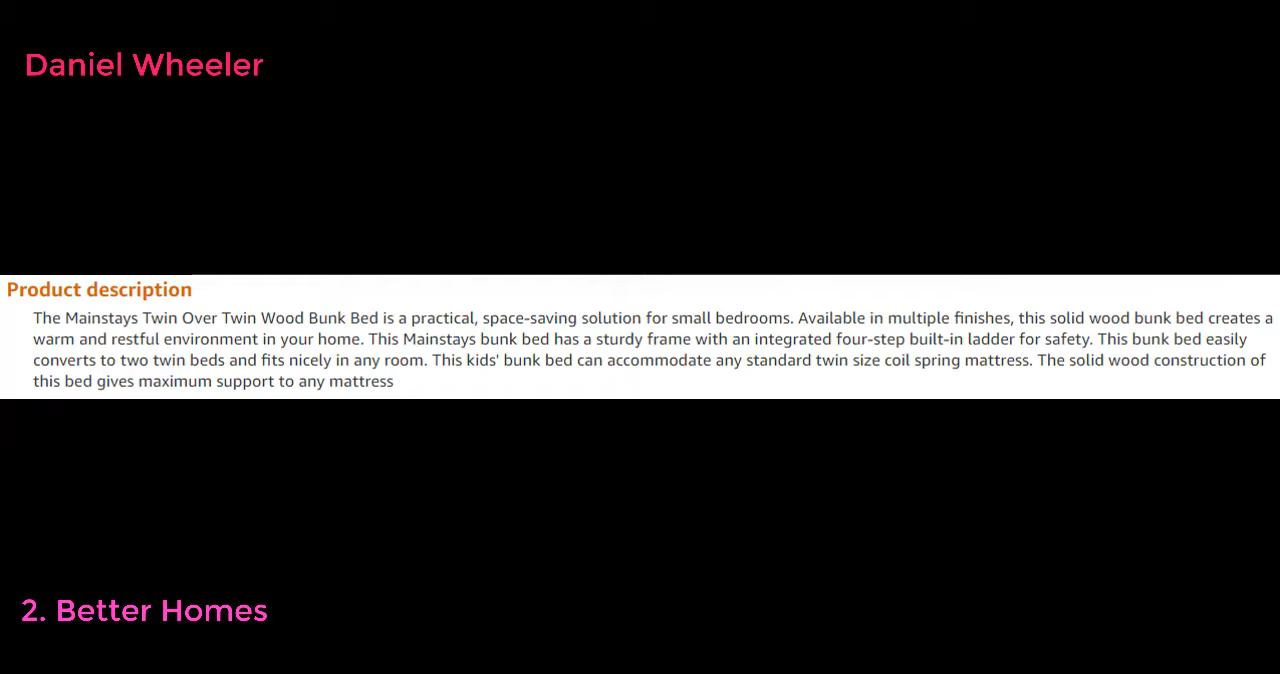 Daniel Wheeler
Product description
The Mainstays Twin Over Twin Wood Bunk Bed is a practical, space-saving solution for small bedrooms. Available in multiple finishes, this solid wood bunk bed creates a
warm and restful environment in your home. This Mainstays bunk bed has a sturdy frame with an integrated four-step built-in ladder for safety. This bunk bed easily
converts to two twin beds and fits nicely in any room. This kids' bunk bed can accommodate any standard twin size coil spring mattress. The solid wood construction of
this bed gives maximum support to any mattress
2. Better Homes